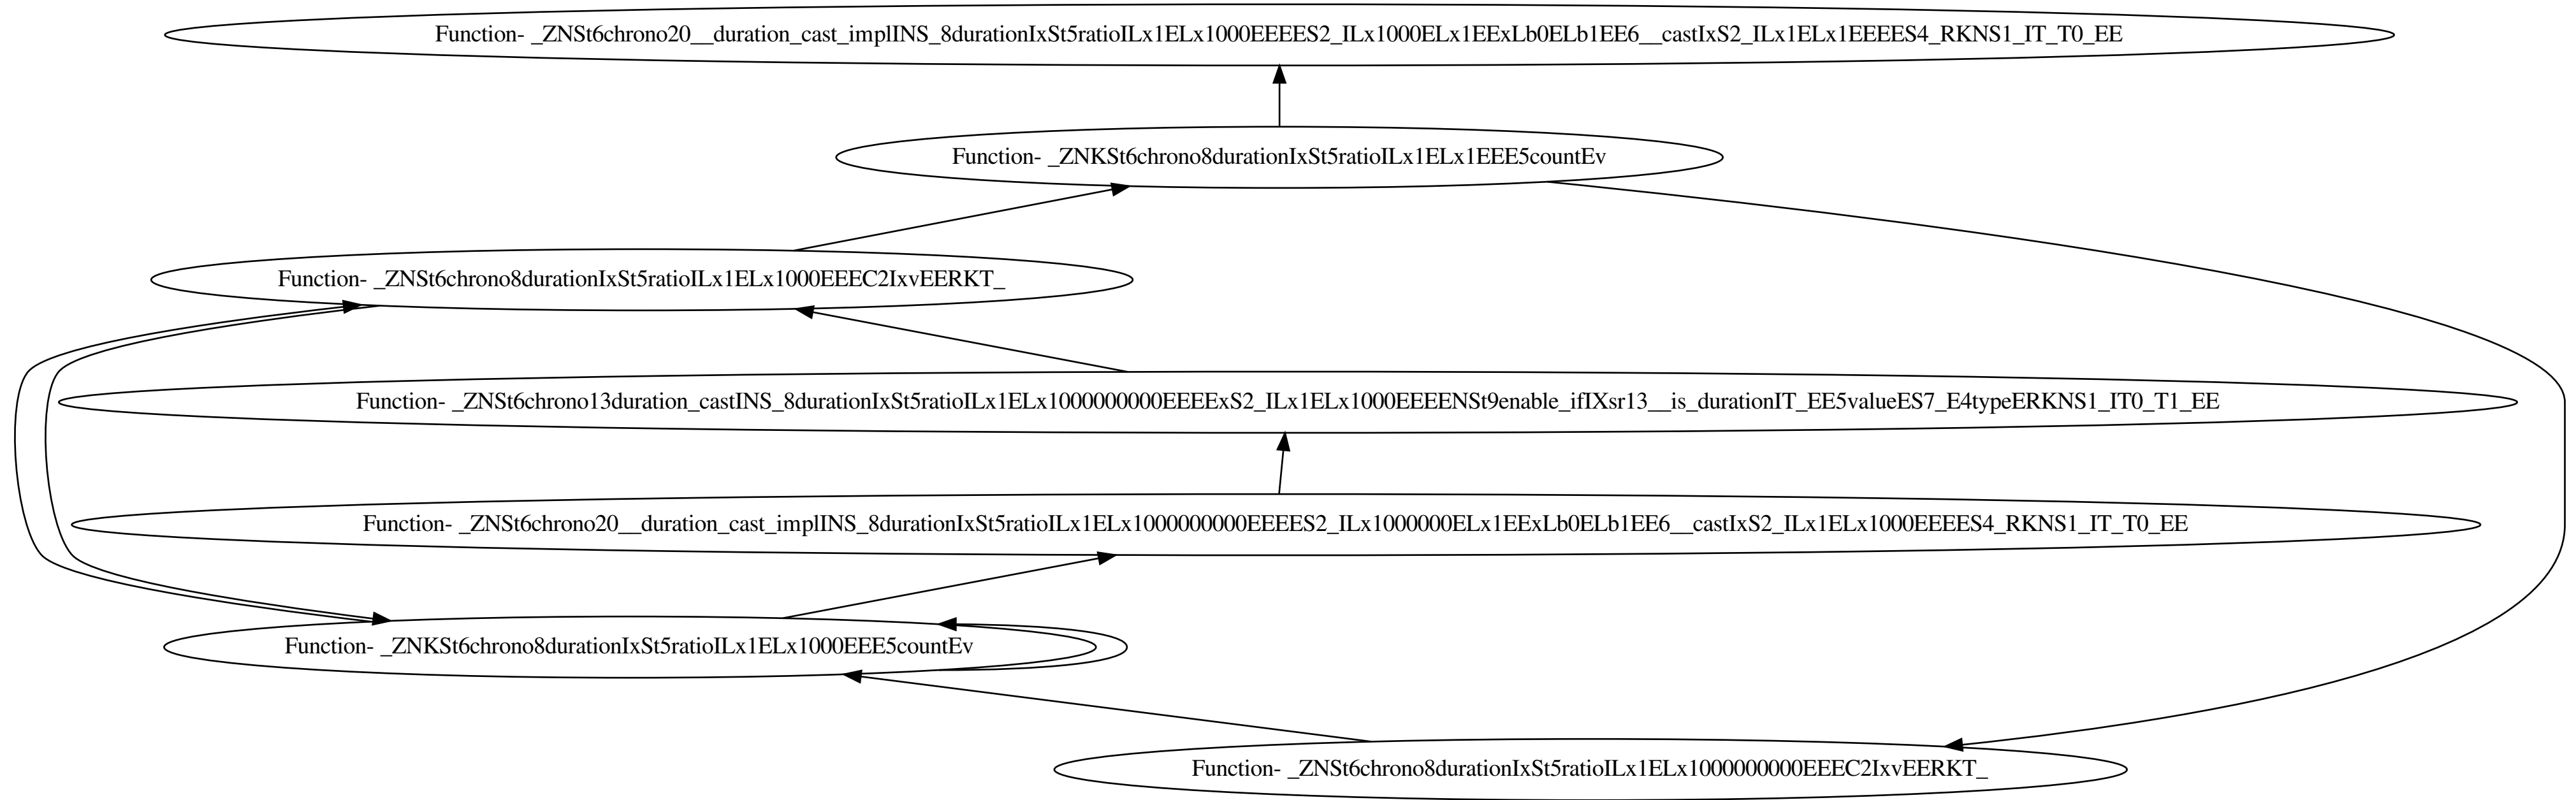 Function- _ZNSt6chrono20__duration_cast_implINS_8durationIxSt5ratioILx1ELx1000EEEES2_ILx1000ELx1EExLb0ELb1EE6__castIxS2_ILx1ELx1EEEES4_RKNS1_IT_T0_EE
Function- _ZNKSt6chrono8durationIxSt5ratioILx1ELx1EEE5countEv
Function- _ZNSt6chrono8durationIxSt5ratioILx1ELx1000EEEC2IxvEERKT_
Function- _ZNSt6chrono13duration_castINS_8durationIxSt5ratioILx1ELx1000000000EEEExS2_ILx1ELx1000EEEENSt9enable_ifIXsr13__is_durationIT_EE5valueES7_E4typeERKNS1_IT0_T1_EE
Function- _ZNSt6chrono20__duration_cast_implINS_8durationIxSt5ratioILx1ELx1000000000EEEES2_ILx1000000ELx1EExLb0ELb1EE6__castIxS2_ILx1ELx1000EEEES4_RKNS1_IT_T0_EE
Function- _ZNKSt6chrono8durationIxSt5ratioILx1ELx1000EEE5countEv
Function- _ZNSt6chrono8durationIxSt5ratioILx1ELx1000000000EEEC2IxvEERKT_